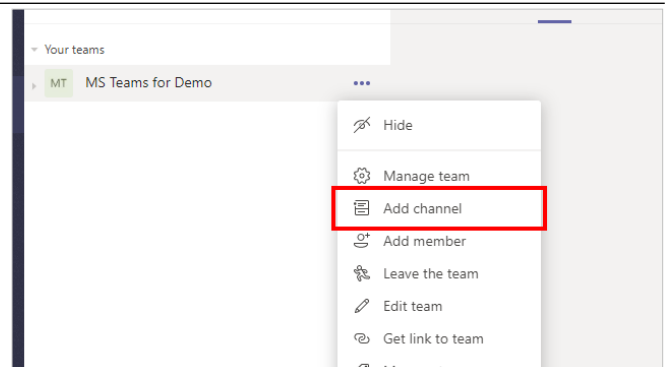 Your teams
MT MS Teams for Demo
Hide
Manage team
Add channel
Add member
Leave the team
Edit team
Get link to team